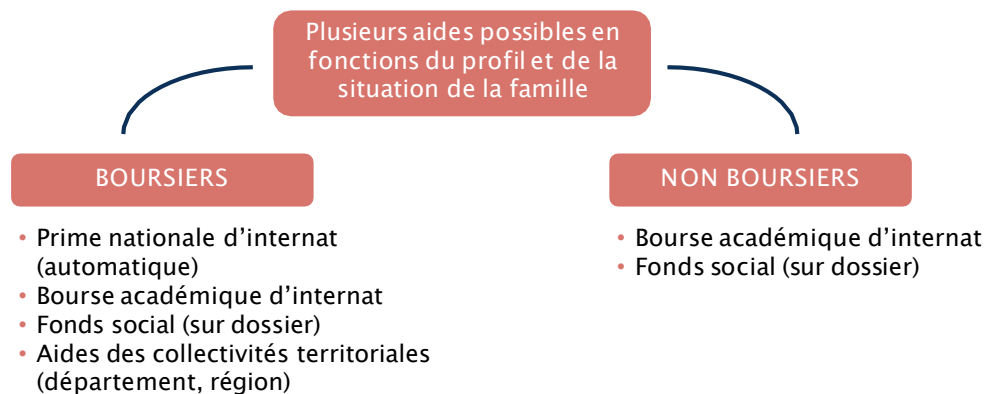 Plusieurs aides possibles en
fonctions du profil et de la
situation de la famille
BOURSIERS
• Prime nationale d’internat
(automatique)
• Bourse académique d’internat
• Fonds social (sur dossier)
• Aides des collectivités territoriales
(département, région)
NON BOURSIERS
• Bourse académique d’internat
• Fonds social (sur dossier)